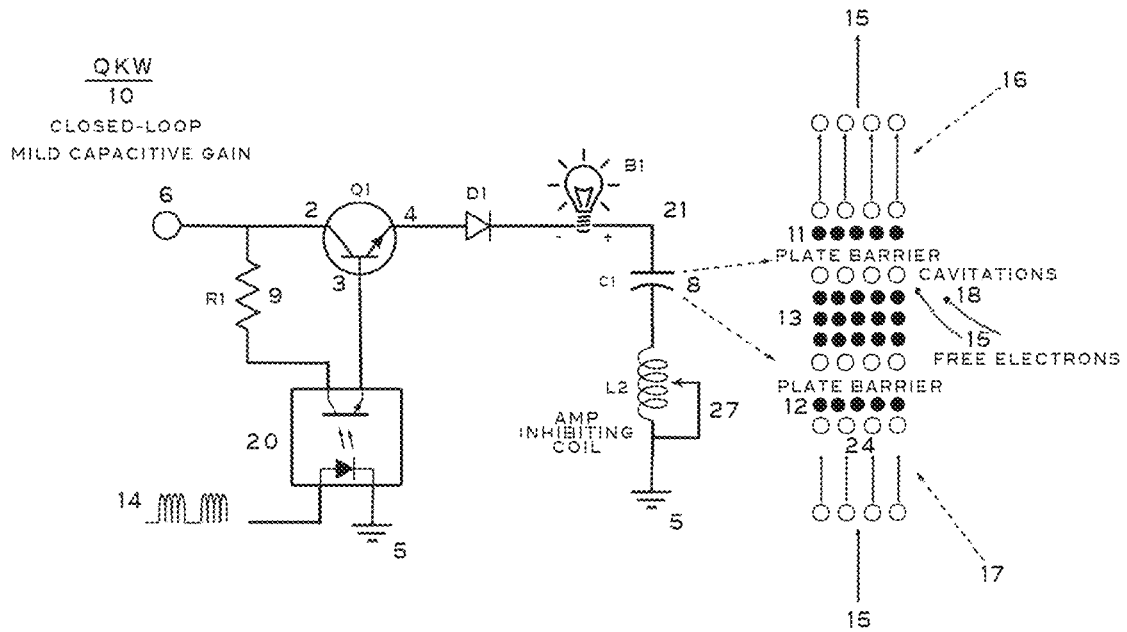 QKW
10
CLOSED-LOOP
MILD CAPACITIVE GAIN
6
2
Q1
4
3
D1
B1
- +
21
R1
9
C1
8
L2
27
AMP
INHIBITING
COIL
5
20
14
5
15
16
11
PLATE BARRIER
CAVITATIONS
18
13
15
FREE ELECTRONS
PLATE BARRIER
12
24
17
15